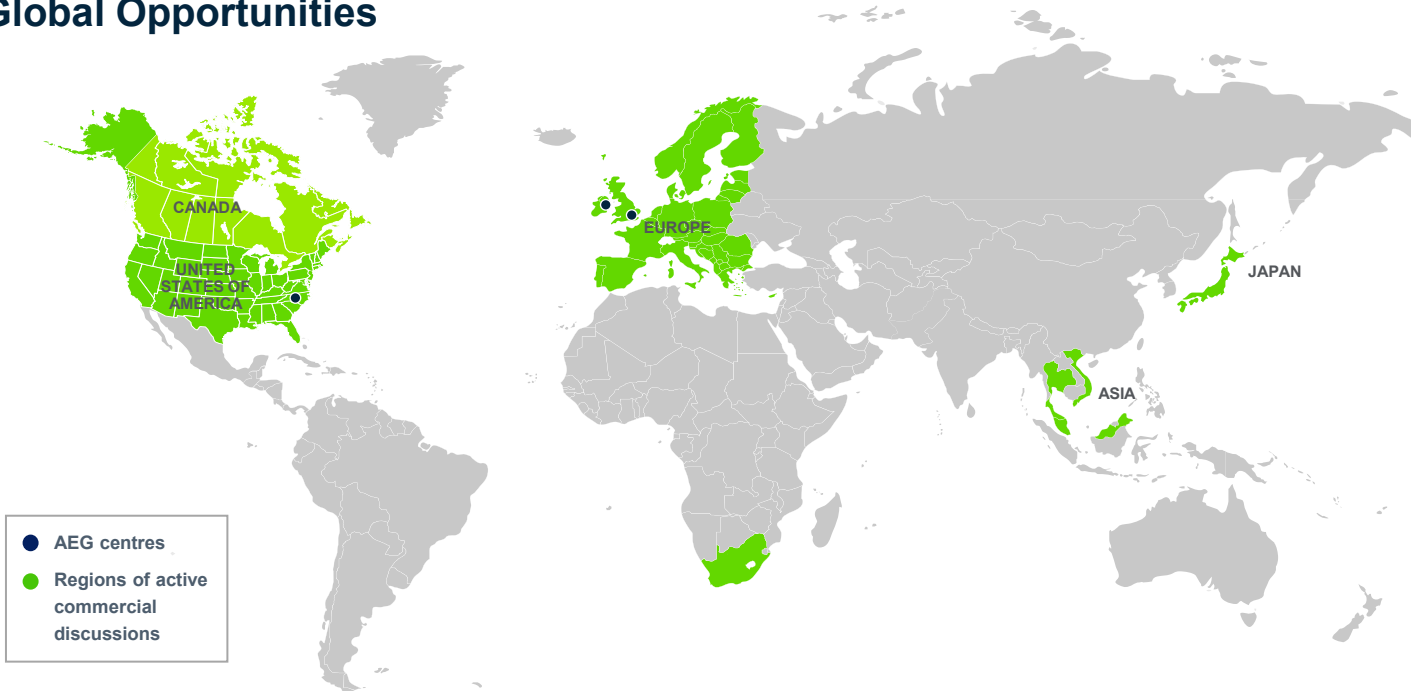 Global Opportunities
CANADA
EUROPE
UNITED
STATES OF
AMERICA
JAPAN
ASIA
AEG centres
Regions of active
commercial
discussions